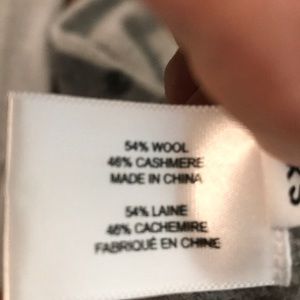 54% WOOL
46% CASHMERE
MADE IN CHINA
54% LAINE
46% CACHEMIRE
FABRIQUÉ EN CHINE